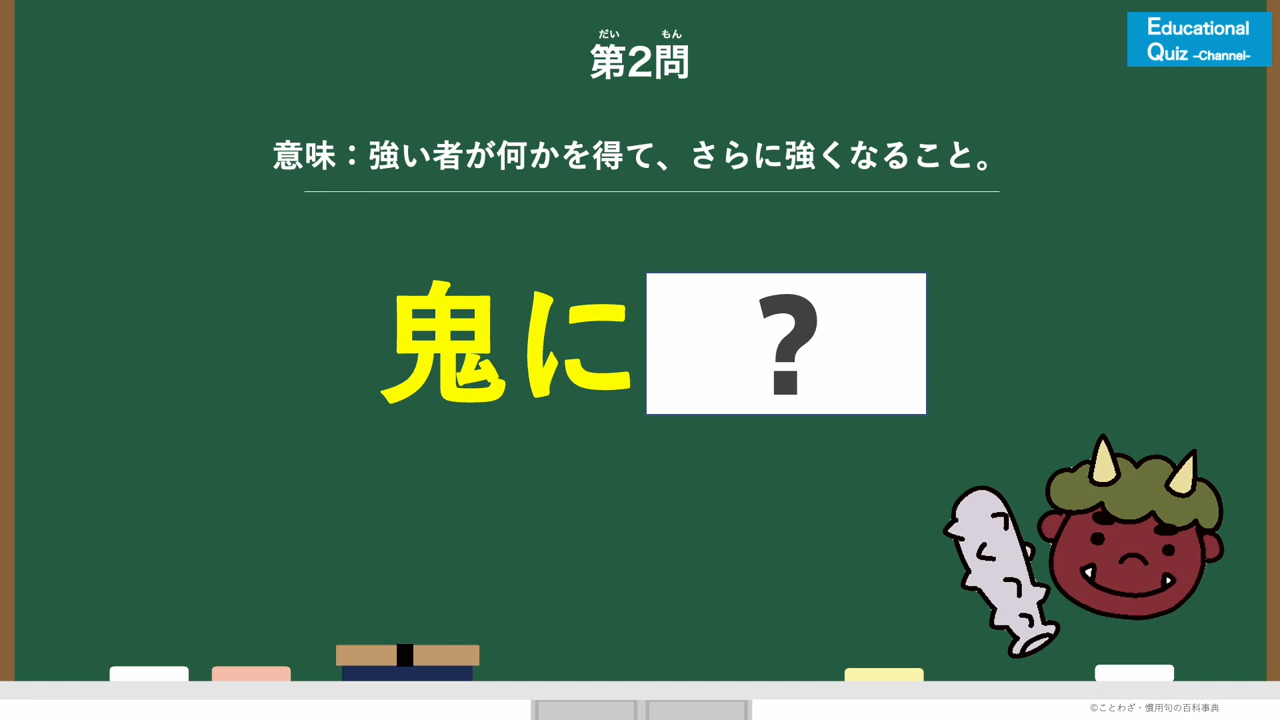 だい もん
第2問
Educational
Quiz -Channel-
意味：強い者が何かを得て、さらに強くなること。
鬼に ?
©ことわざ・慣用句の百科事典